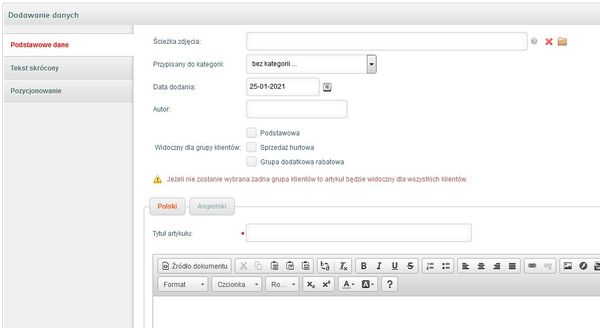 Dodawanie danych
Podstawowe dane
Tekst skrócony
Pozycjonowanie
Ścieżka zdjęcia:
Przypisany do kategorii: bez kategorii ...
Data dodania: 25-01-2021
Autor:
Widoczny dla grupy klientów:
Podstawowa
Sprzedaż hurtowa
Grupa dodatkowa rabatowa
Jeżeli nie zostanie wybrana żadna grupa klientów to artykuł będzie widoczny dla wszystkich klientów.
Polski Angielski
Tytuł artykułu: *
Źródło dokumentu B I U S
Format Czcionka Ro... A A ?